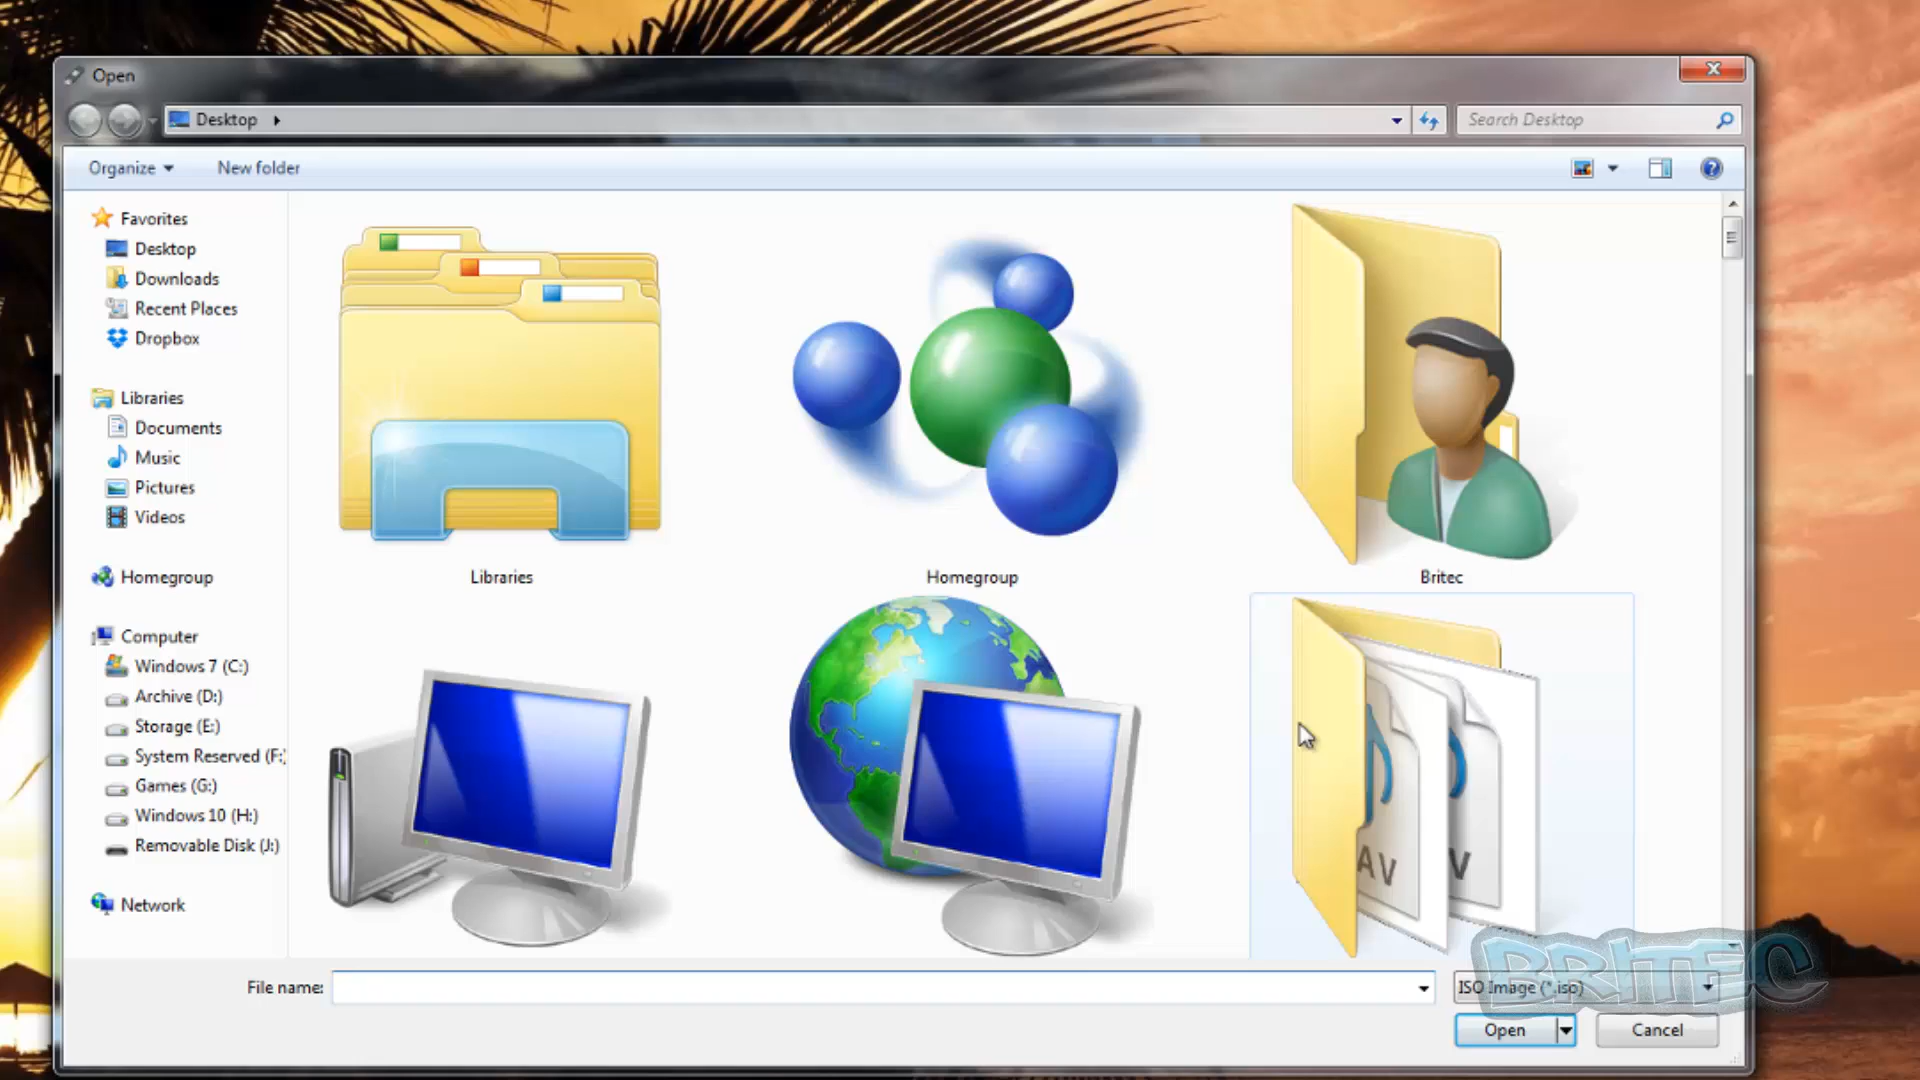 Open
Desktop
Search Desktop
Organize
New folder
Favorites
Desktop
Downloads
Recent Places
Dropbox
Libraries
Documents
Music
Pictures
Videos
Homegroup
Computer
Windows 7 (C:)
Archive (D:)
Storage (E:)
System Reserved (F:
Games (G:)
Windows 10 (H:)
Removable Disk (J:)
Network
Libraries
Homegroup
Britec
AV
V
File name:
ISO Image (*.iso)
BRITEC
Open
Cancel